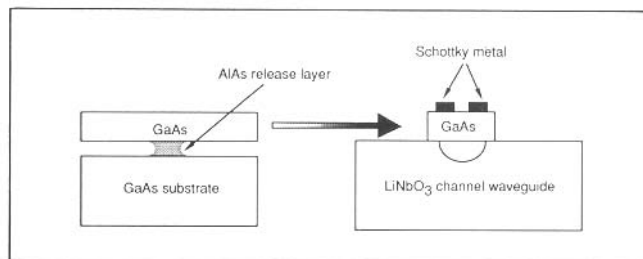 AlAs release layer
GaAs
GaAs substrate
Schottky metal
GaAs
LiNbO3 channel waveguide